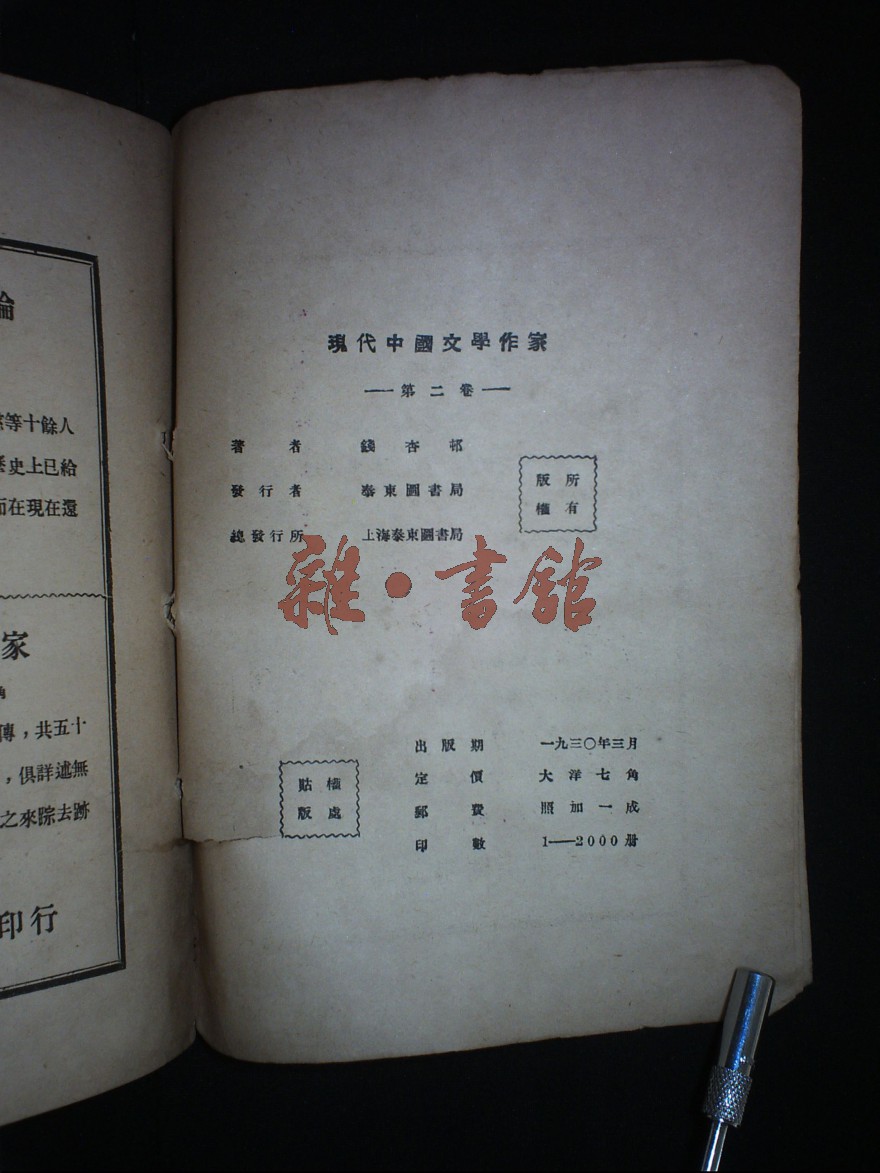 現代中國文學作家
——第二卷——
著者 錢杏邨
發行者 泰東圖書局
總發行所 上海泰東圖書局
版所
權有
雜·書館
出版期 一九三〇年三月
定價 大洋七角
郵費 照加一成
印數 1——2000册
貼權
版處
論
等十餘人
史上已給
而在現在還
家
角
傳，共五十
，俱詳述無
之來踪去跡
印行